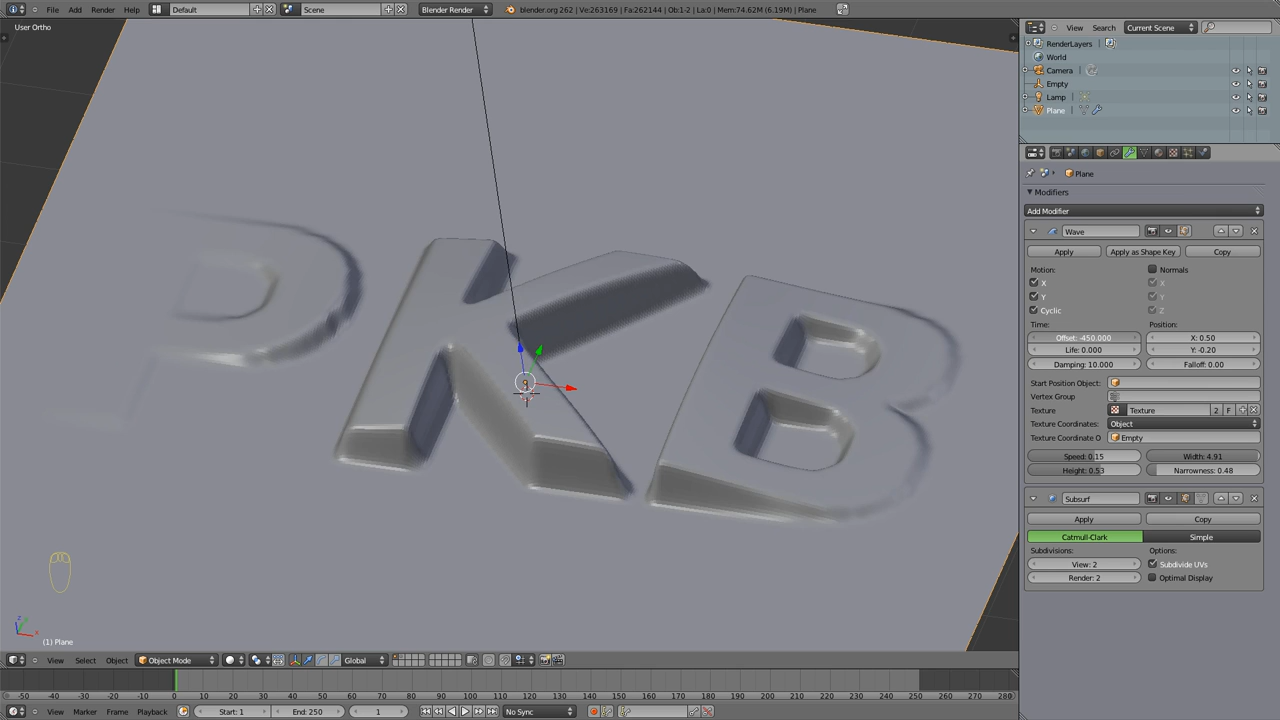 File Add Render Help Default Scene Blender Render blender.org 262 | Ve:263169 | Fa:262144 | Ob:1-2 | La:0 | Mem:74.62M (6.19M) | Plane
User Ortho
PKB
(1) Plane
View Select Object Object Mode Global
-50 -40 -30 -20 -10 0 10 20 30 40 50 60 70 80 90 100 110 120 130 140 150 160 170 180 190 200 210 220 230 240 250 260 270 280
View Marker Frame Playback Start: 1 End: 250 1 No Sync
View Search Current Scene
RenderLayers
World
Camera
Empty
Lamp
Plane
Plane
Modifiers
Add Modifier
Wave
Apply Apply as Shape Key Copy
Motion: Normals
X X
Y Y
Cyclic Z
Time: Position:
Offset: -450.000 X: 0.50
Life: 0.000 Y: -0.20
Damping: 10.000 Falloff: 0.00
Start Position Object:
Vertex Group
Texture Texture 2 F
Texture Coordinates: Object
Texture Coordinate O Empty
Speed: 0.15 Width: 4.91
Height: 0.53 Narrowness: 0.48
Subsurf
Apply Copy
Catmull-Clark Simple
Subdivisions: Options:
View: 2 Subdivide UVs
Render: 2 Optimal Display